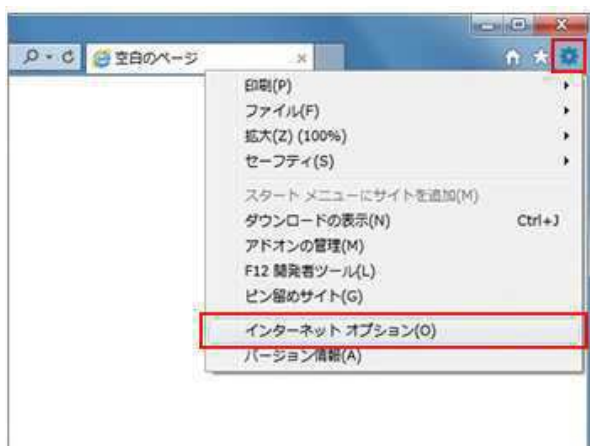 空白のページ
印刷(P)
ファイル(F)
拡大(Z) (100%)
セーフティ(S)
スタート メニューにサイトを追加(M)
ダウンロードの表示(N) Ctrl+J
アドオンの管理(M)
F12 開発者ツール(L)
ピン留めサイト(G)
インターネット オプション(O)
バージョン情報(A)